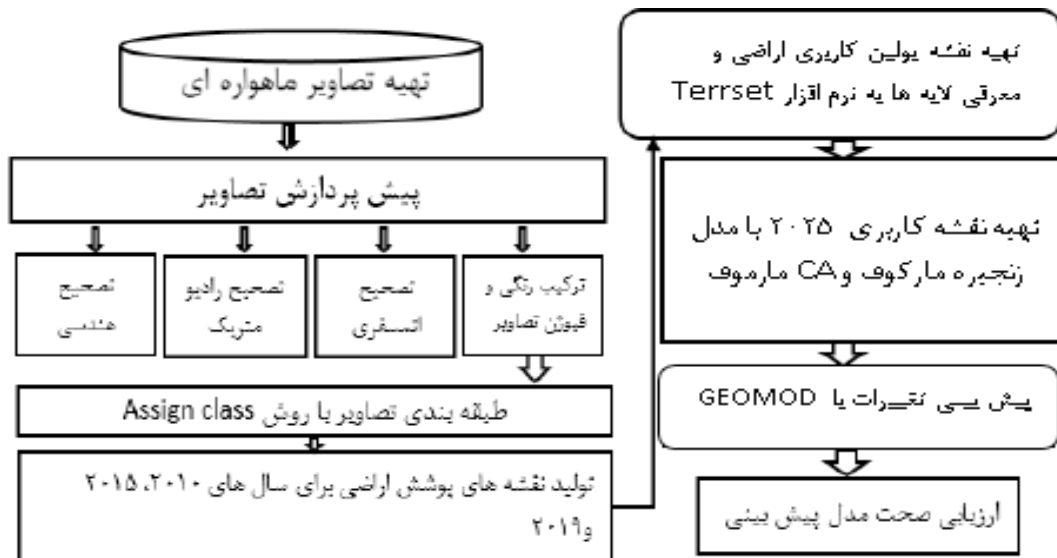 تهیه تصاویر ماهواره ای
پیش پردازش تصاویر
تصحیح
هندسی
تصحیح رادیو
متریک
تصحیح
اتمسفری
ترکیب رنگی و
فیوژن تصاویر
طبقه بندی تصاویر با روش Assign class
تولید نقشه های پوشش اراضی برای سال های ۲۰۱۰، ۲۰۱۵
و۲۰۱۹
تهیه نقشه بولین کاربری اراضی و
معرفی لایه ها به نرم افزار Terrset
تهیه نقشه کاربری ۲۰۲۵ با مدل
زنجیره مارکوف و CA مارموف
پیش بینی تغییرات با GEOMOD
ارزیابی صحت مدل پیش بینی